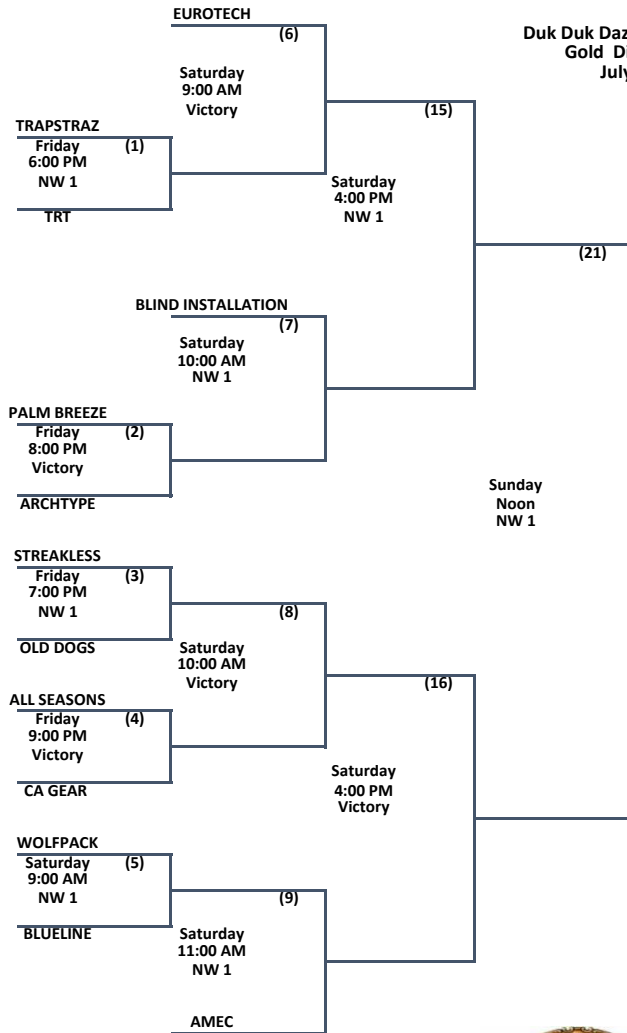 EUROTECH
(6)
Duk Duk Daz
Gold Di
July
Saturday
9:00 AM
Victory
(15)
TRAPSTRAZ
Friday (1)
6:00 PM
NW 1
TRT
Saturday
4:00 PM
NW 1
(21)
BLIND INSTALLATION
(7)
Saturday
10:00 AM
NW 1
PALM BREEZE
Friday (2)
8:00 PM
Victory
ARCHTYPE
Sunday
Noon
NW 1
STREAKLESS
Friday (3)
7:00 PM
NW 1
OLD DOGS
(8)
Saturday
10:00 AM
Victory
(16)
ALL SEASONS
Friday (4)
9:00 PM
Victory
CA GEAR
Saturday
4:00 PM
Victory
WOLFPACK
Saturday (5)
9:00 AM
NW 1
BLUELINE
(9)
Saturday
11:00 AM
NW 1
AMEC